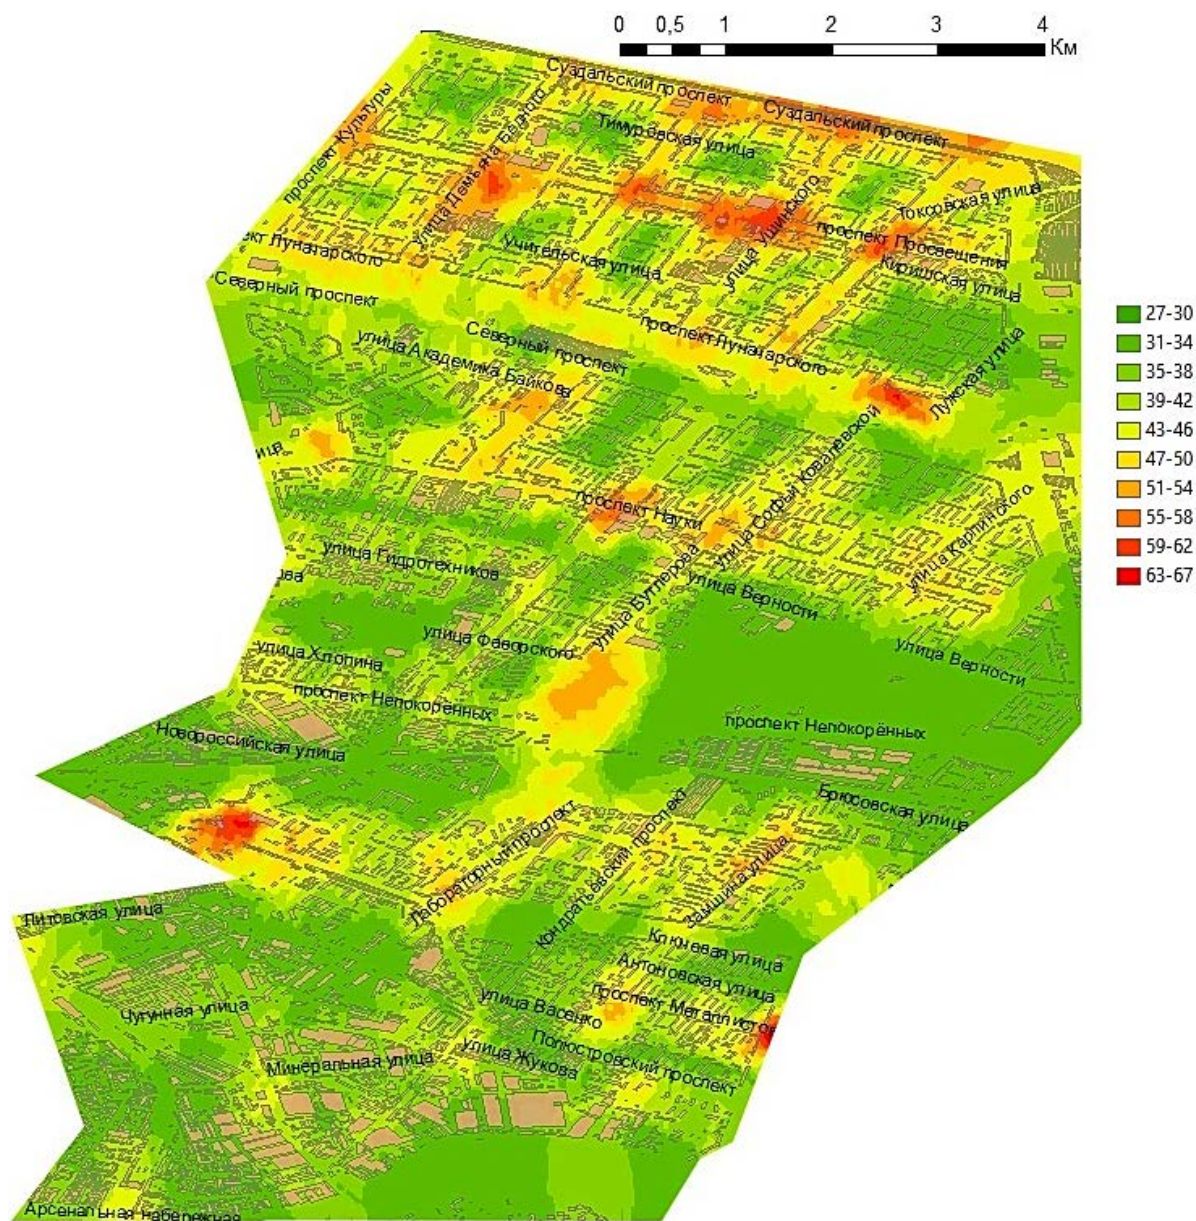 0 0,5 1 2 3 4
Км
Суздальский проспект
Суздальский проспект
проспект Культуры
улица Демьяна Бедного
Тимуровская улица
Токсовская улица
улица Ушинского
проспект Просвещения
Киришская улица
Учительская улица
ект Луначарского
Северный проспект
проспект Луначарского
Северный проспект
улица Академика Байкова
Лужская улица
27-30
31-34
35-38
39-42
43-46
47-50
51-54
55-58
59-62
63-67
ица
улица Софьи Ковалевской
проспект Науки
улица Карпинского
улица Гидротехников
ова
улица Бутлерова
улица Верности
улица Фаворского
улица Верности
улица Хлопина
проспект Непокорённых
проспект Непокорённых
Новороссийская улица
Брюсовская улица
Лабораторный проспект
Кондратьевский проспект
Замшина улица
Литовская улица
Ключевая улица
Антоновская улица
проспект Металлистов
улица Васенко
Чугунная улица
Полюстровский проспект
Минеральная улица
улица Жукова
Арсенальная набережная